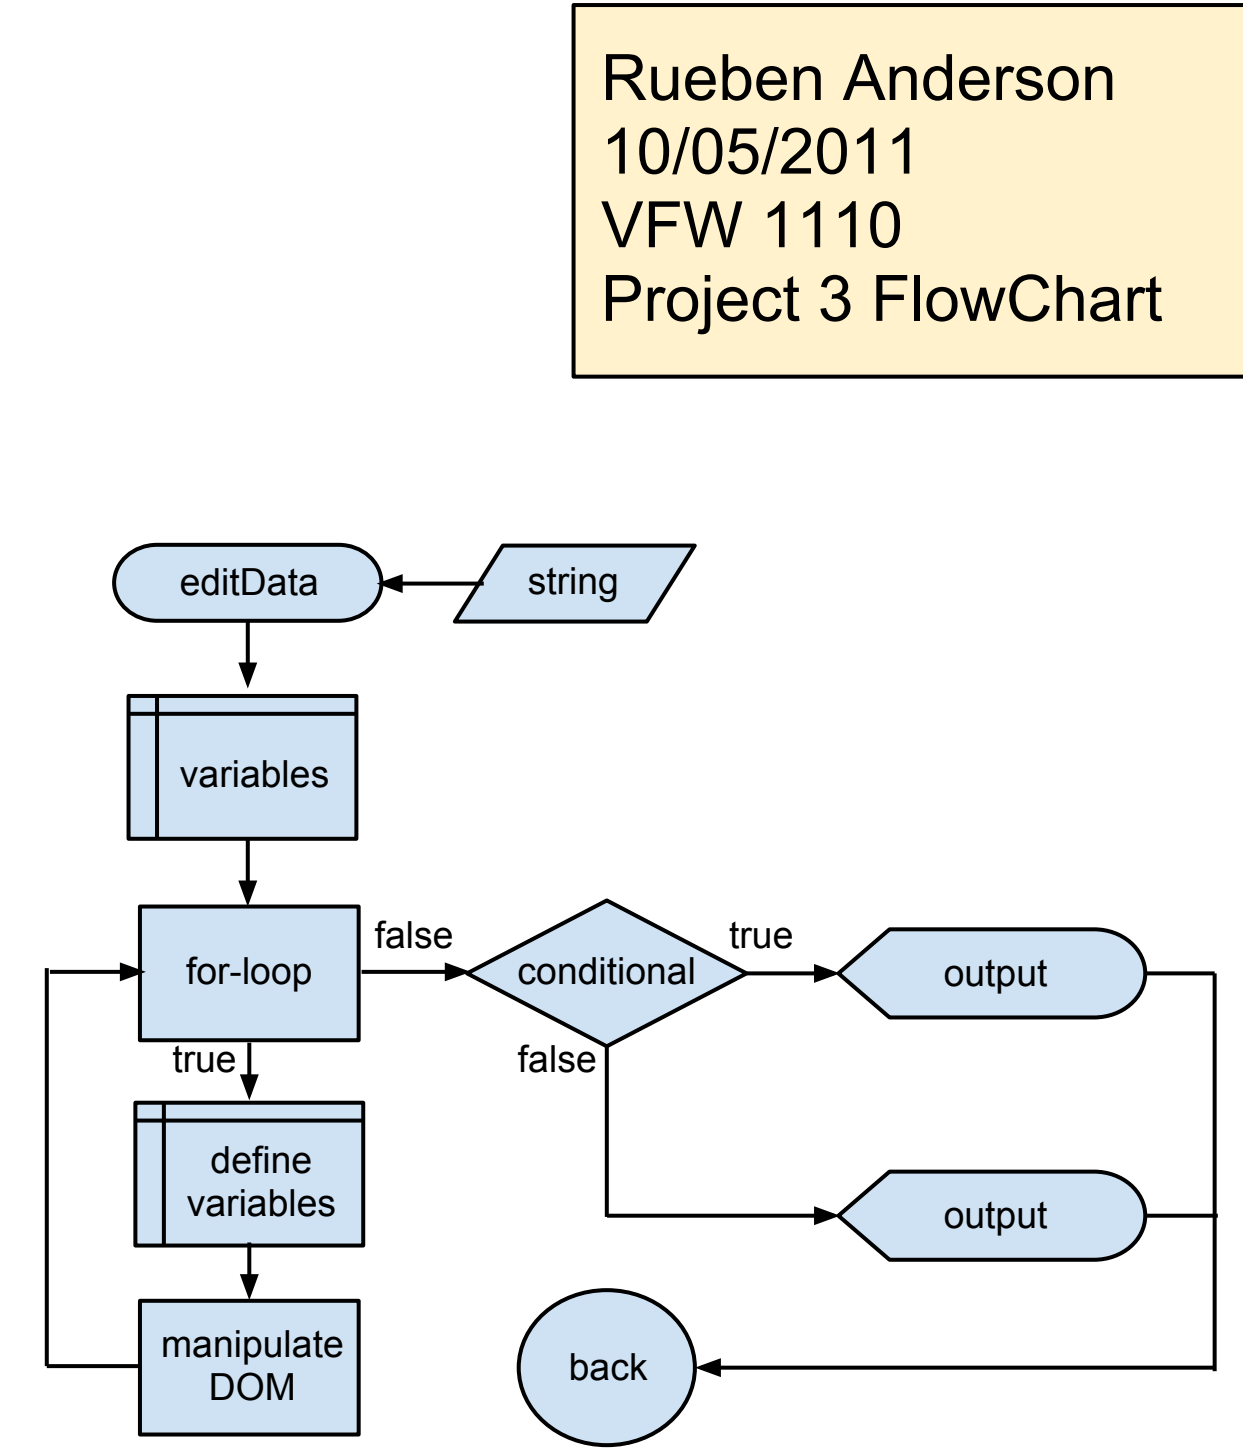 Rueben Anderson
10/05/2011
VFW 1110
Project 3 FlowChart
editData
string
variables
for-loop
false
conditional
true
output
true
false
define
variables
output
manipulate
DOM
back